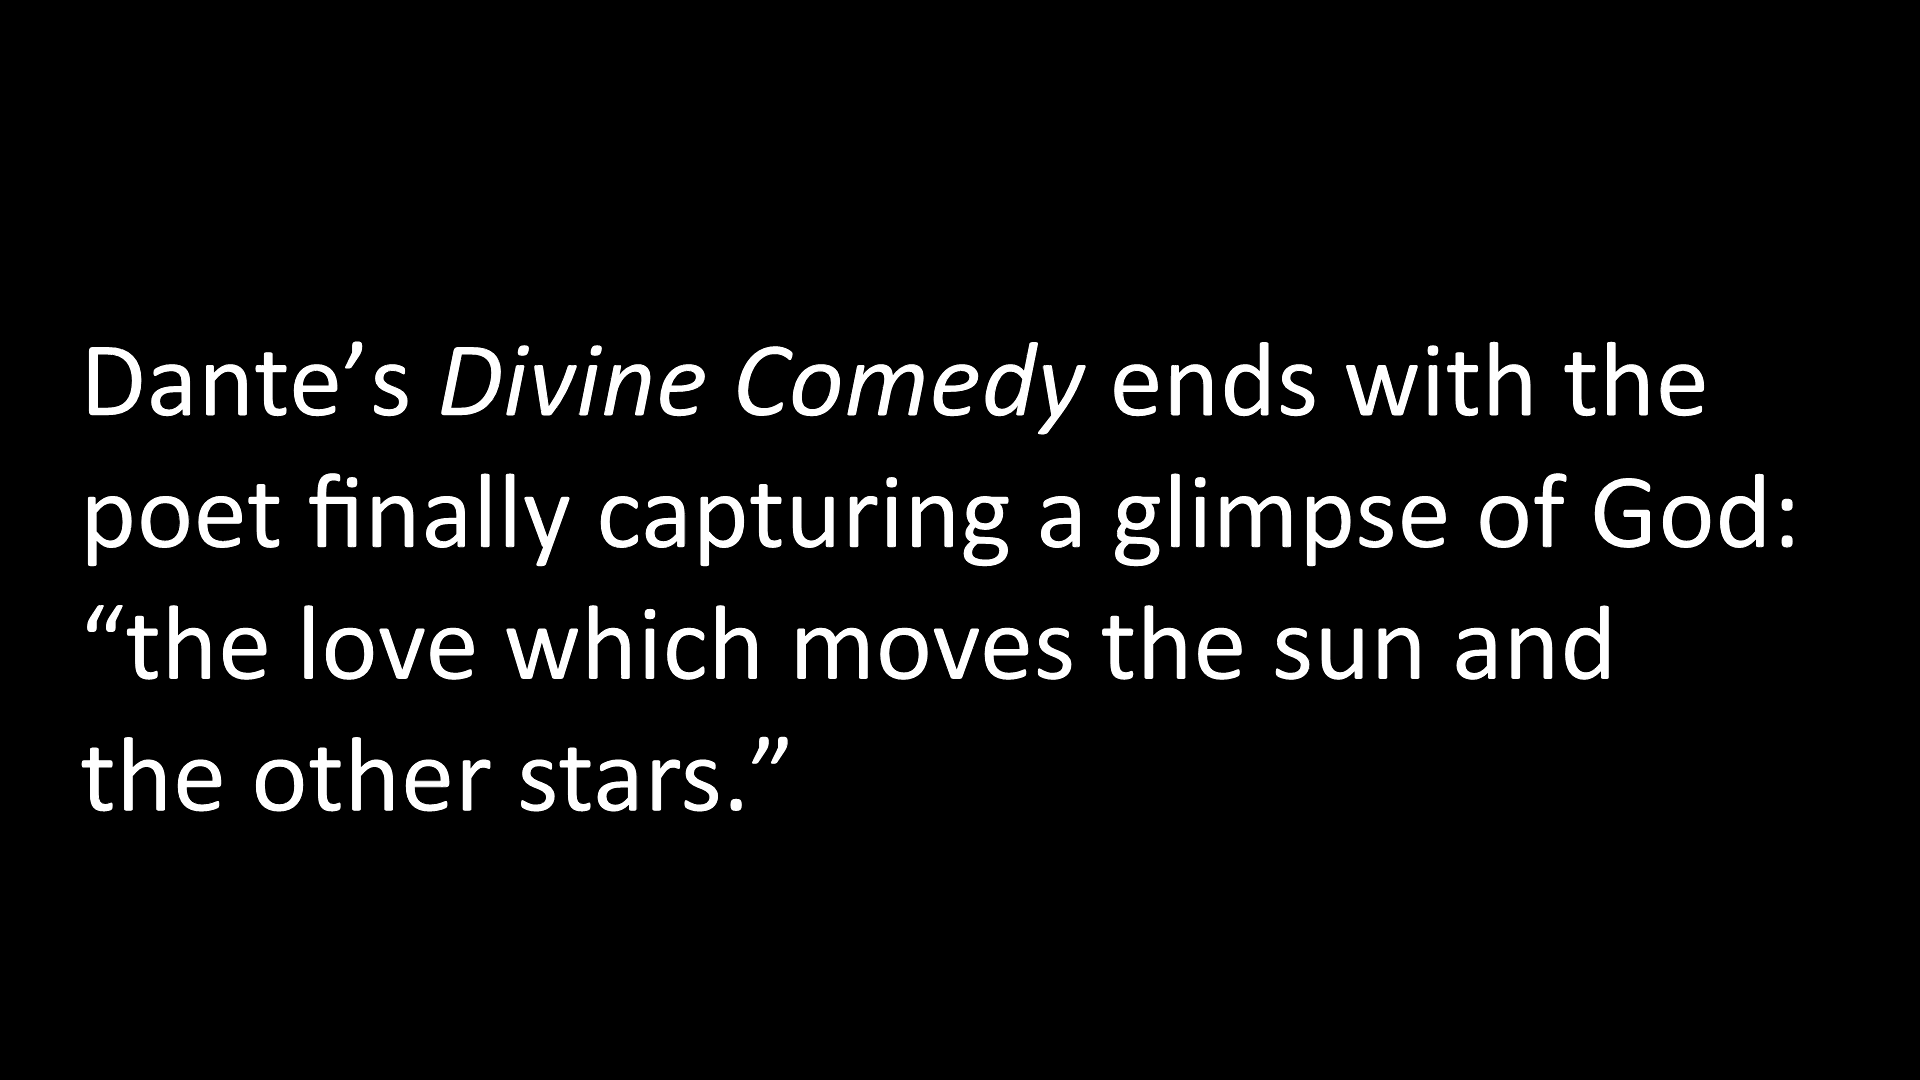 Dante’s Divine Comedy ends with the
poet finally capturing a glimpse of God:
“the love which moves the sun and
the other stars.”